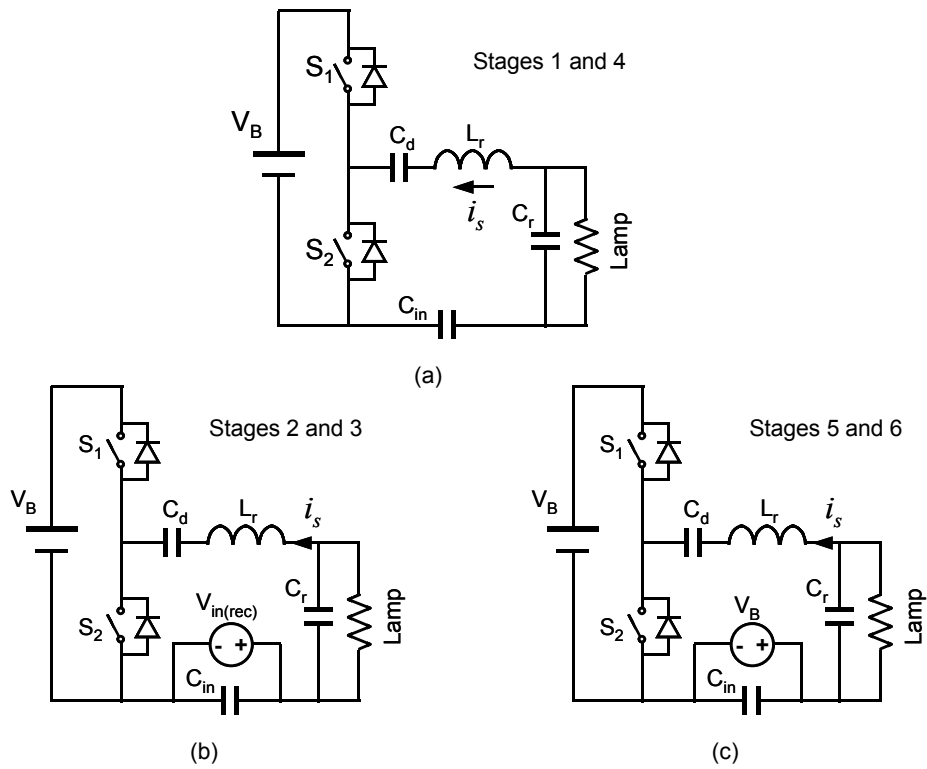 Stages 1 and 4
S1
VB
Cd
Lr
is
Cr
Lamp
S2
Cin
(a)
Stages 2 and 3
S1
VB
Cd
Lr
is
Cr
Lamp
S2
Vin(rec)
- +
Cin
(b)
Stages 5 and 6
S1
VB
Cd
Lr
is
Cr
Lamp
S2
VB
- +
Cin
(c)